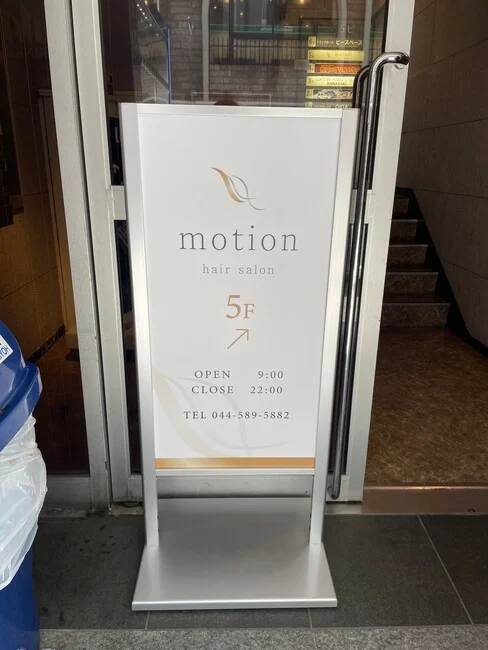 motion
hair salon
5F
OPEN 9:00
CLOSE 22:00
TEL 044-589-5882